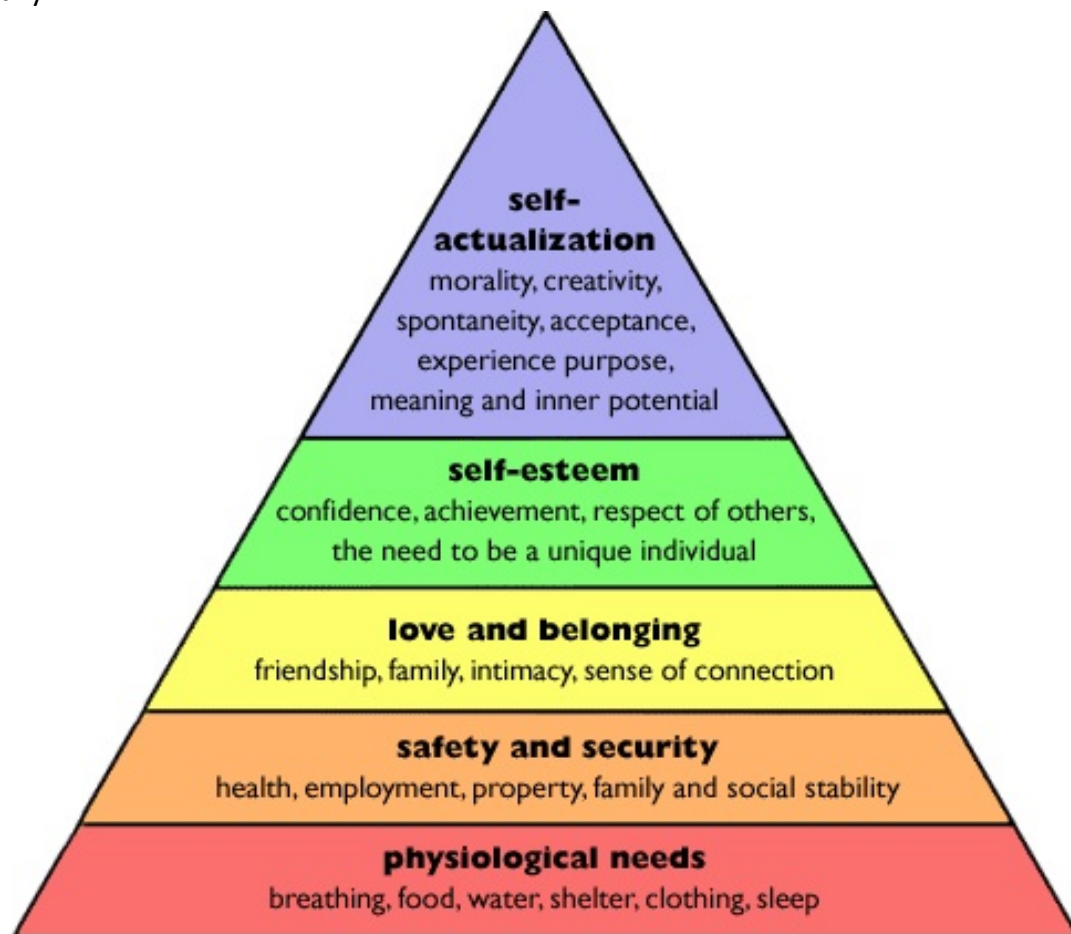 self-
actualization
morality, creativity,
spontaneity, acceptance,
experience purpose,
meaning and inner potential
self-esteem
confidence, achievement, respect of others,
the need to be a unique individual
love and belonging
friendship, family, intimacy, sense of connection
safety and security
health, employment, property, family and social stability
physiological needs
breathing, food, water, shelter, clothing, sleep